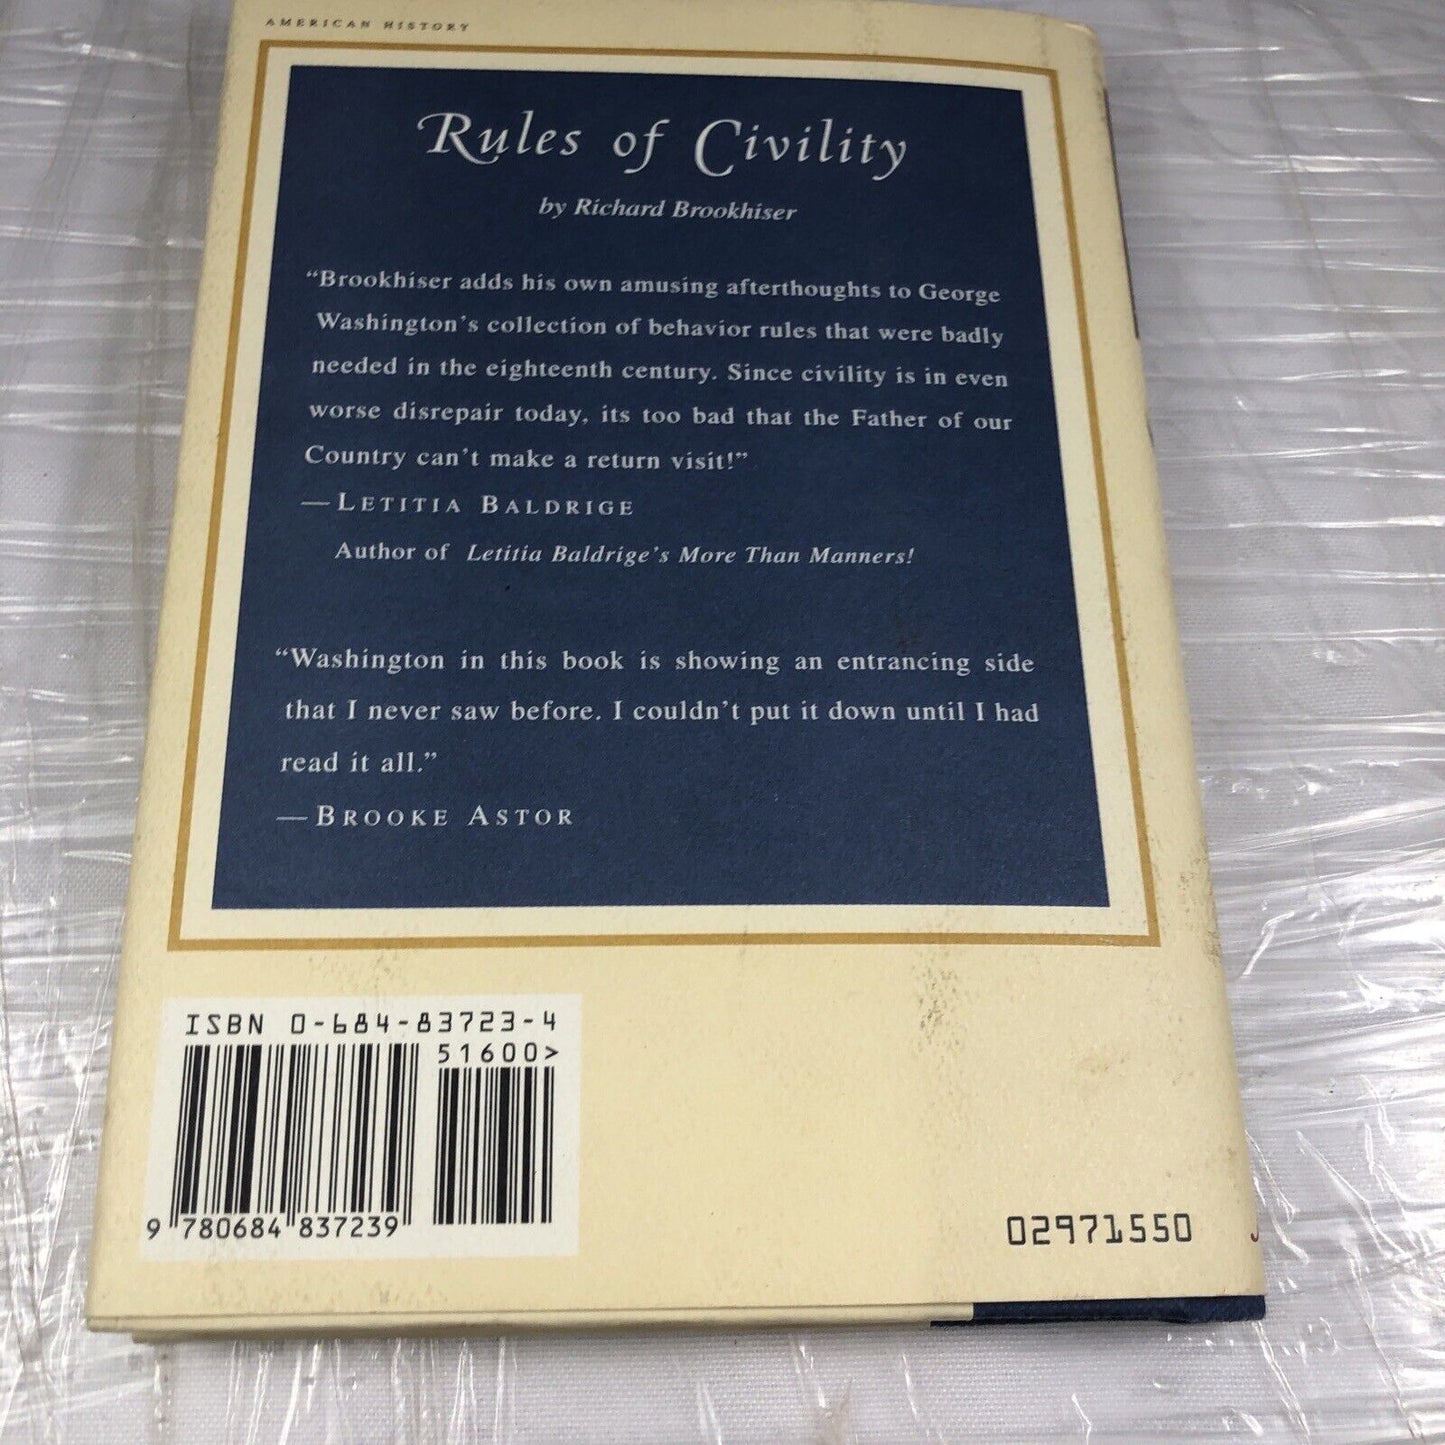 AMERICAN HISTORY
Rules of Civility
by Richard Brookhiser
“Brookhiser adds his own amusing afterthoughts to George
Washington’s collection of behavior rules that were badly
needed in the eighteenth century. Since civility is in even
worse disrepair today, its too bad that the Father of our
Country can’t make a return visit!”
—LETITIA BALDRIGE
Author of Letitia Baldrige’s More Than Manners!
“Washington in this book is showing an entrancing side
that I never saw before. I couldn’t put it down until I had
read it all.”
—BROOKE ASTOR
ISBN 0-684-83723-4
51600>
9 780684 837239
02971550